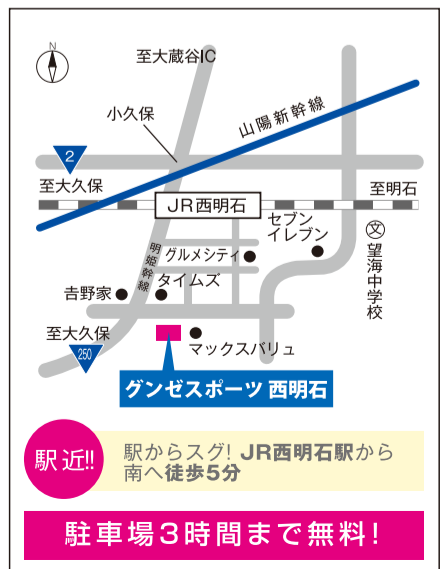 N
至大蔵谷IC
小久保
山陽新幹線
2
至大久保
至明石
JR西明石
セブン
イレブン
文
望海中学校
グルメシティ
明姫幹線
𠮷野家
タイムズ
至大久保
250
マックスバリュ
グンゼスポーツ 西明石
駅近!!
駅からスグ! JR西明石駅から
南へ徒歩5分
駐車場3時間まで無料!